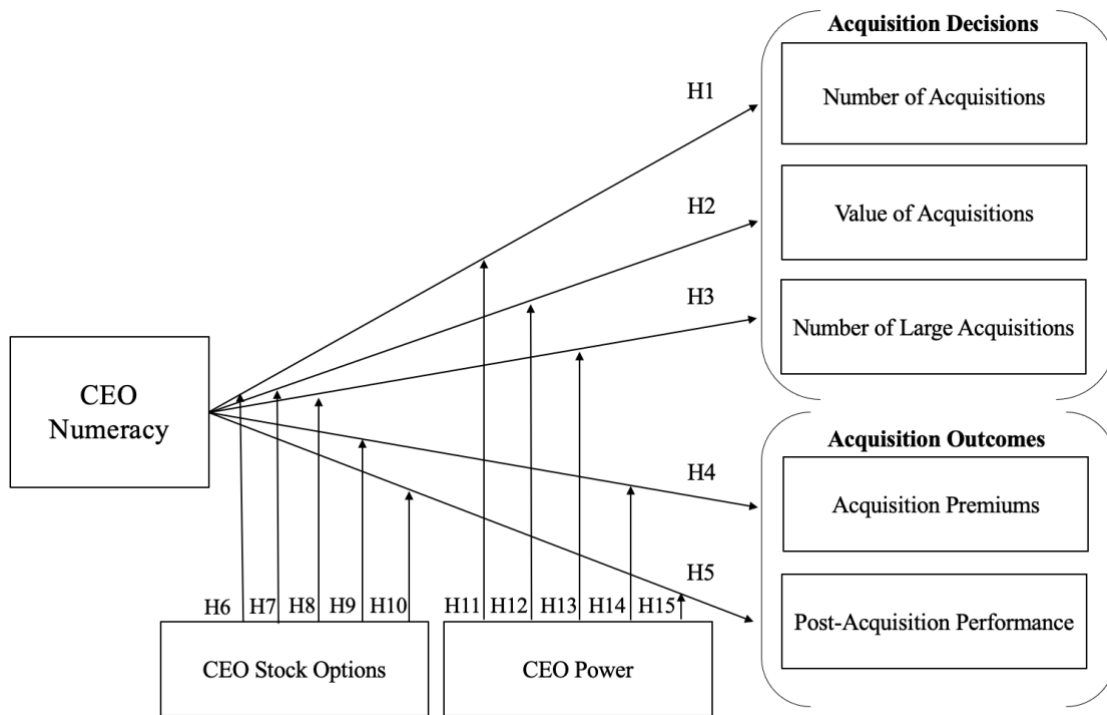 Acquisition Decisions
H1
Number of Acquisitions
H2
Value of Acquisitions
H3
Number of Large Acquisitions
CEO
Numeracy
Acquisition Outcomes
H4
Acquisition Premiums
H5
Post-Acquisition Performance
H6 H7 H8 H9 H10 H11 H12 H13 H14 H15
CEO Stock Options
CEO Power